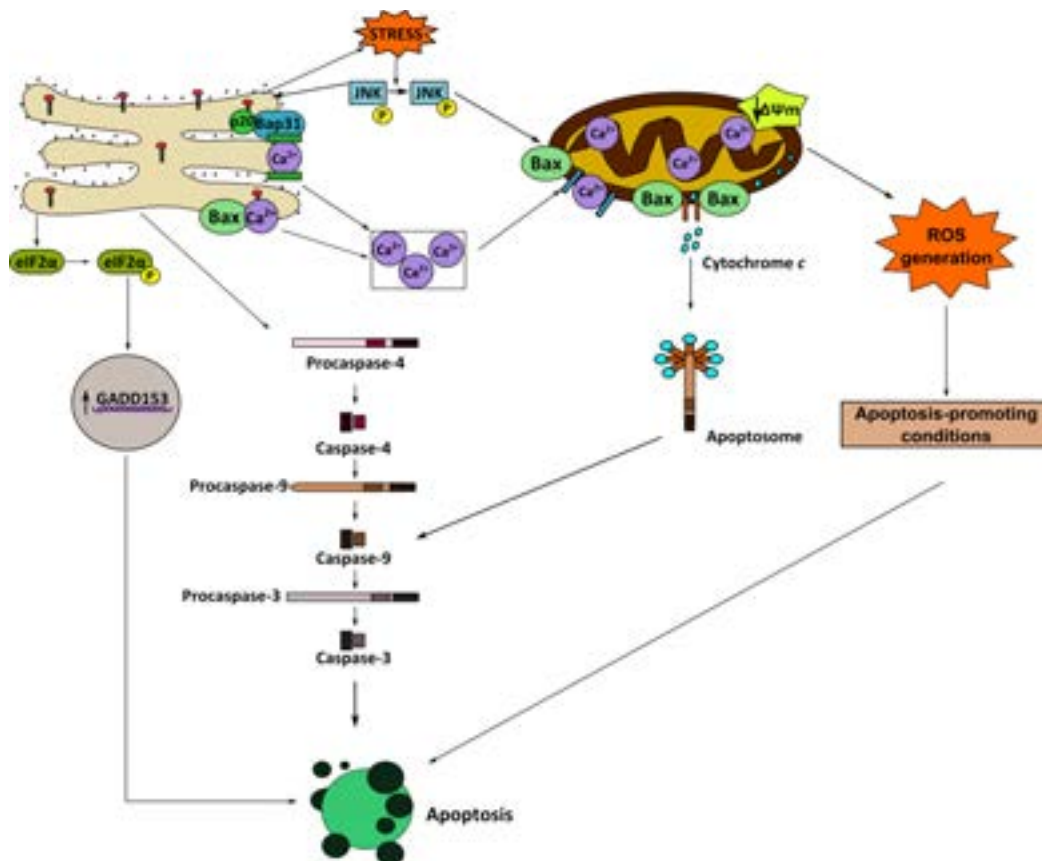 STRESS
JNK
JNK
P
P
p20
Bap31
Ca²⁺
Bax
Ca²⁺
Ca²⁺
Ca²⁺
Ca²⁺
ΔΨm
Ca²⁺
Ca²⁺
Ca²⁺
Bax
Ca²⁺
Bax
Bax
Cytochrome c
ROS
generation
eIF2α
eIF2α
P
GADD153
Procaspase-4
Caspase-4
Procaspase-9
Caspase-9
Procaspase-3
Caspase-3
Apoptosome
Apoptosis-promoting
conditions
Apoptosis